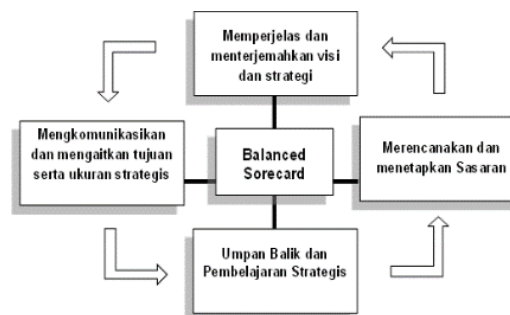 Memperjelas dan
menterjemahkan visi
dan strategi
Mengkomunikasikan
dan mengaitkan tujuan
serta ukuran strategis
Balanced
Sorecard
Merencanakan dan
menetapkan Sasaran
Umpan Balik dan
Pembelajaran Strategis